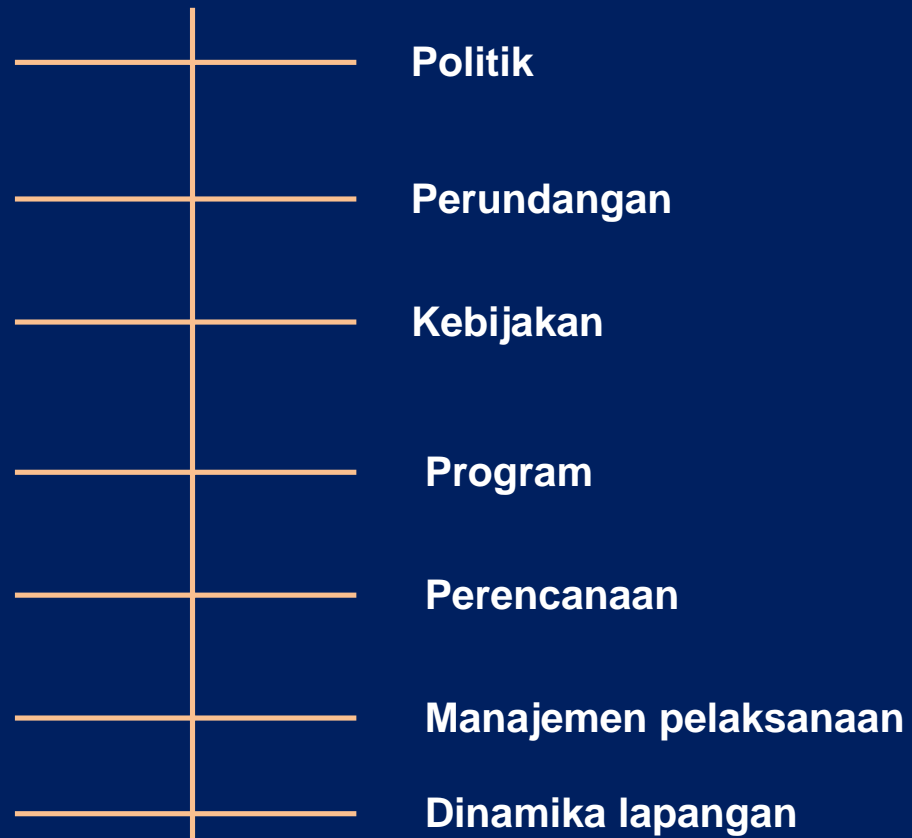 Politik
Perundangan
Kebijakan
Program
Perencanaan
Manajemen pelaksanaan
Dinamika lapangan